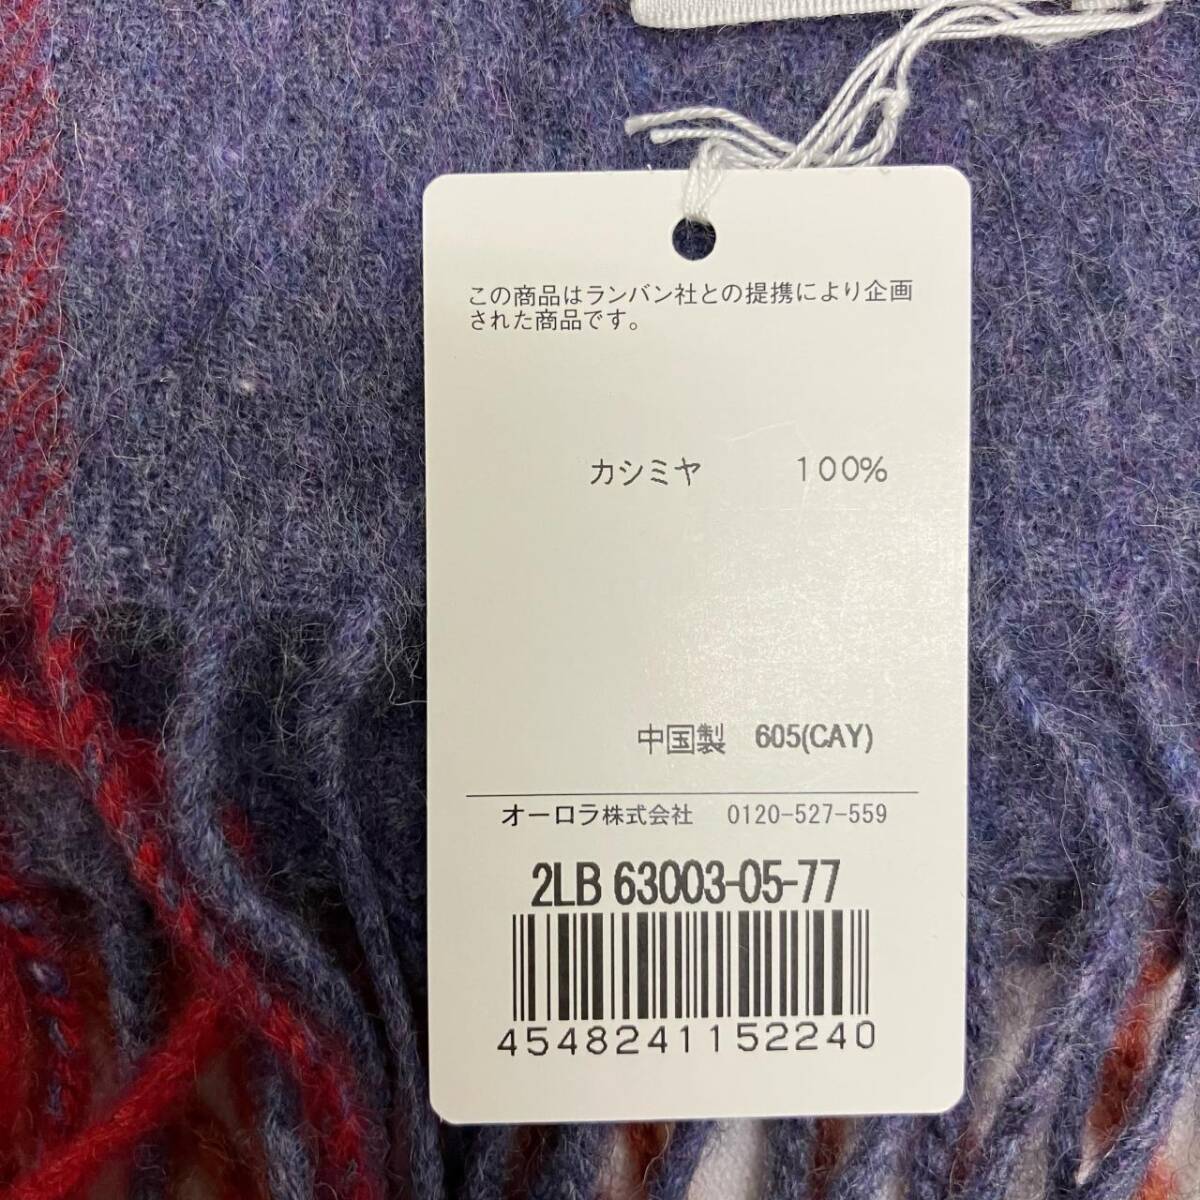 この商品はランバン社との提携により企画
された商品です。
カシミヤ 100%
中国製 605(CAY)
オーロラ株式会社 0120-527-559
2LB 63003-05-77
4548241152240